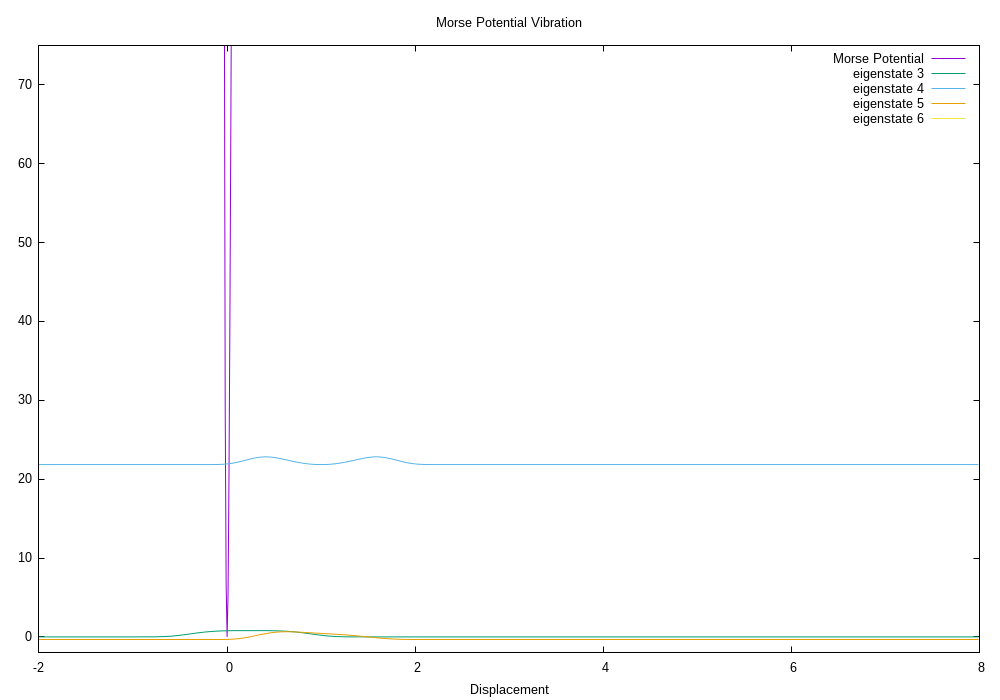 Morse Potential Vibration
Morse Potential
eigenstate 3
eigenstate 4
eigenstate 5
eigenstate 6
70
60
50
40
30
20
10
0
-2 0 2 4 6 8
Displacement